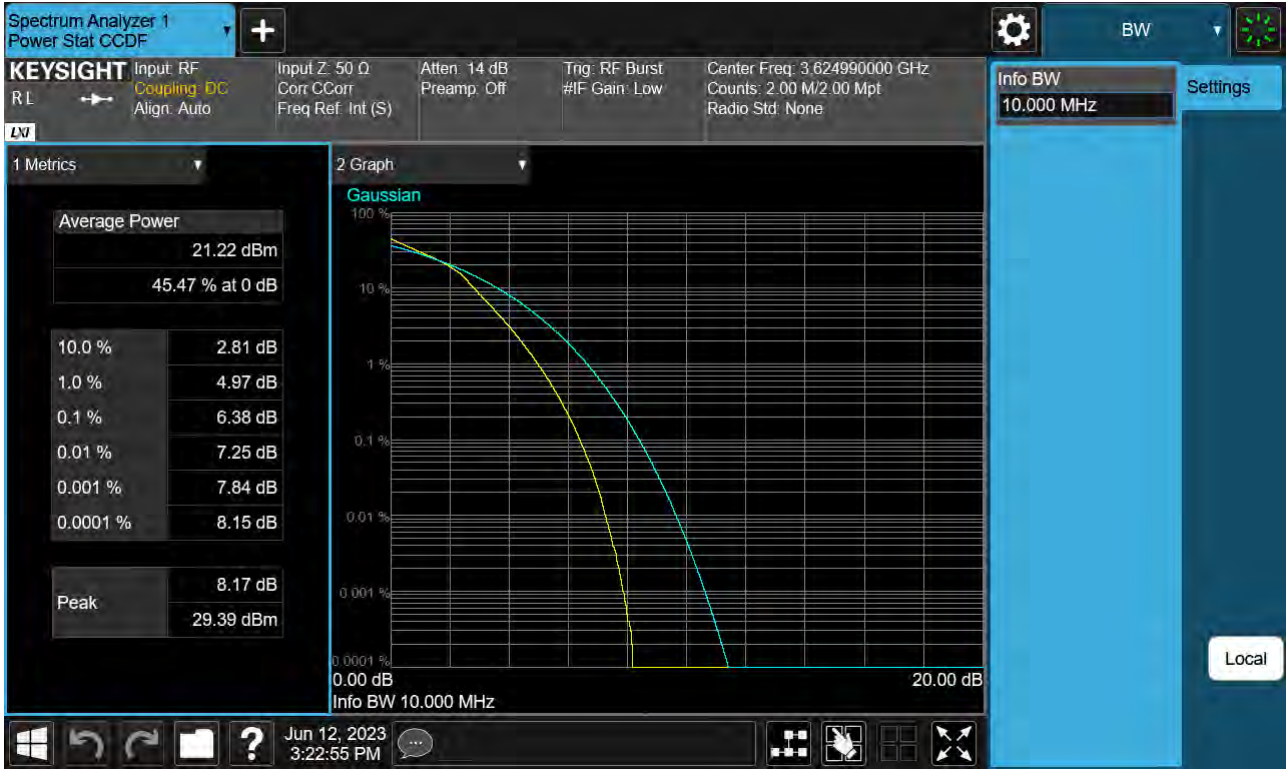 Spectrum Analyzer 1
Power Stat CCDF
+
BW
KEYSIGHT
R L
LXI
Input: RF
Coupling: DC
Align: Auto
Input Z: 50 Ω
Corr CCorr
Freq Ref: Int (S)
Atten: 14 dB
Preamp: Off
Trig: RF Burst
#IF Gain: Low
Center Freq: 3.624990000 GHz
Counts: 2.00 M/2.00 Mpt
Radio Std: None
Info BW
10.000 MHz
Settings
1 Metrics
Average Power
21.22 dBm
45.47 % at 0 dB
10.0 % 2.81 dB
1.0 % 4.97 dB
0.1 % 6.38 dB
0.01 % 7.25 dB
0.001 % 7.84 dB
0.0001 % 8.15 dB
Peak
8.17 dB
29.39 dBm
2 Graph
Gaussian
100 %
10 %
1 %
0.1 %
0.01 %
0.001 %
0.0001 %
0.00 dB 20.00 dB
Info BW 10.000 MHz
Local
?
Jun 12, 2023
3:22:55 PM